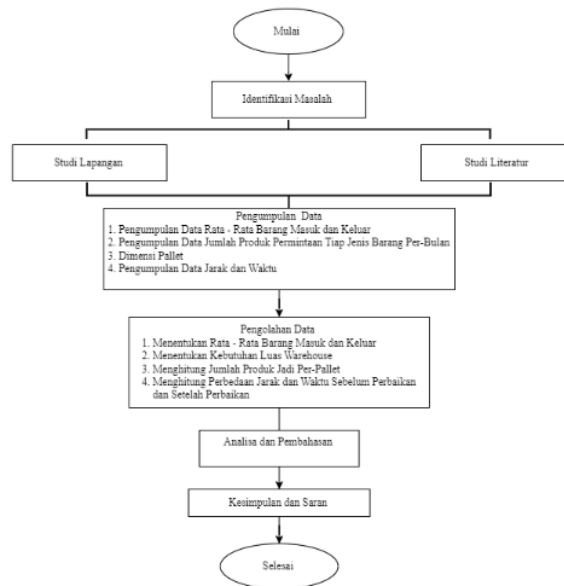 Mulai
Identifikasi Masalah
Studi Lapangan
Studi Literatur
Pengumpulan Data
1. Pengumpulan Data Rata - Rata Barang Masuk dan Keluar
2. Pengumpulan Data Jumlah Produk Permintaan Tiap Jenis Barang Per-Bulan
3. Dimensi Pallet
4. Pengumpulan Data Jarak dan Waktu
Pengolahan Data
1. Menentukan Rata - Rata Barang Masuk dan Keluar
2. Menentukan Kebutuhan Luas Warehouse
3. Menghitung Jumlah Produk Jadi Per-Pallet
4. Menghitung Perbedaan Jarak dan Waktu Sebelum Perbaikan
dan Setelah Perbaikan
Analisa dan Pembahasan
Kesimpulan dan Saran
Selesai